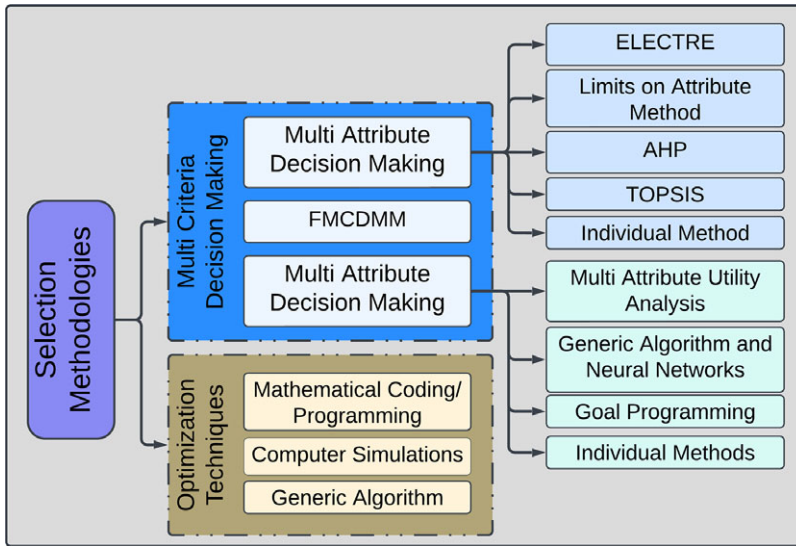 Selection
Methodologies
Multi Criteria
Decision Making
Multi Attribute
Decision Making
FMCDMM
Multi Attribute
Decision Making
Optimization
Techniques
Mathematical Coding/
Programming
Computer Simulations
Generic Algorithm
ELECTRE
Limits on Attribute
Method
AHP
TOPSIS
Individual Method
Multi Attribute Utility
Analysis
Generic Algorithm and
Neural Networks
Goal Programming
Individual Methods